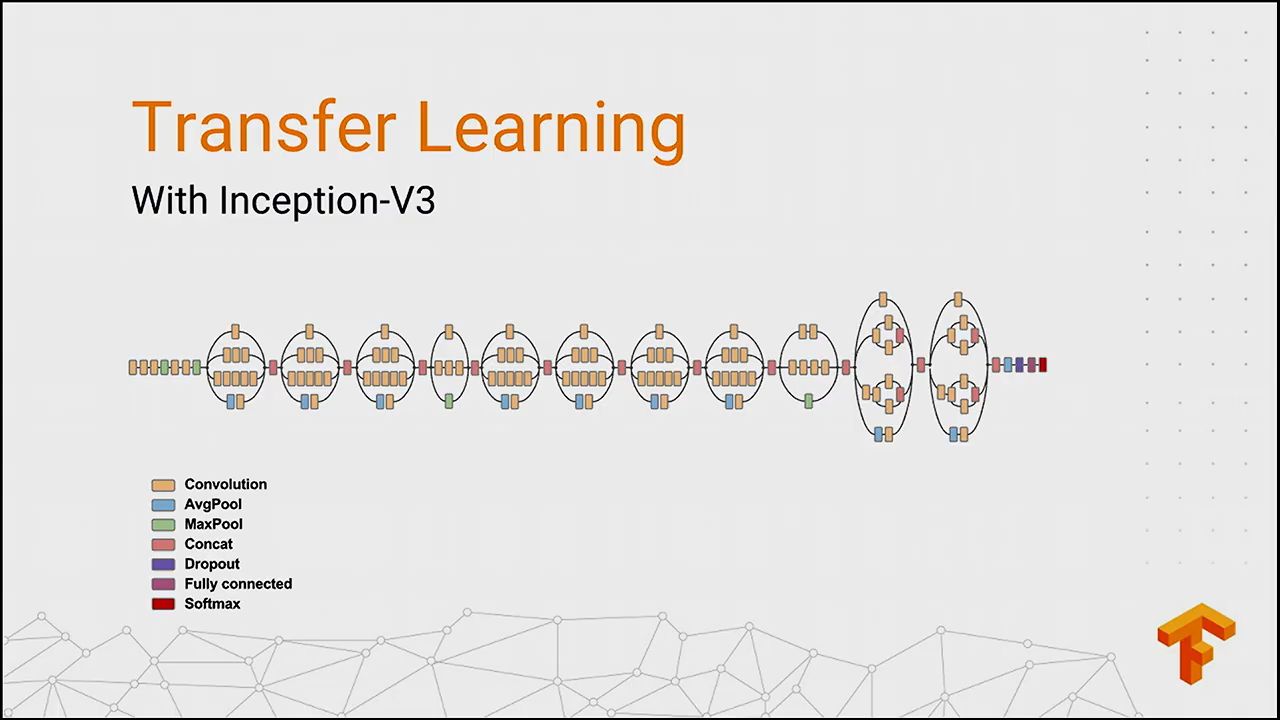 Transfer Learning
With Inception-V3
Convolution
AvgPool
MaxPool
Concat
Dropout
Fully connected
Softmax